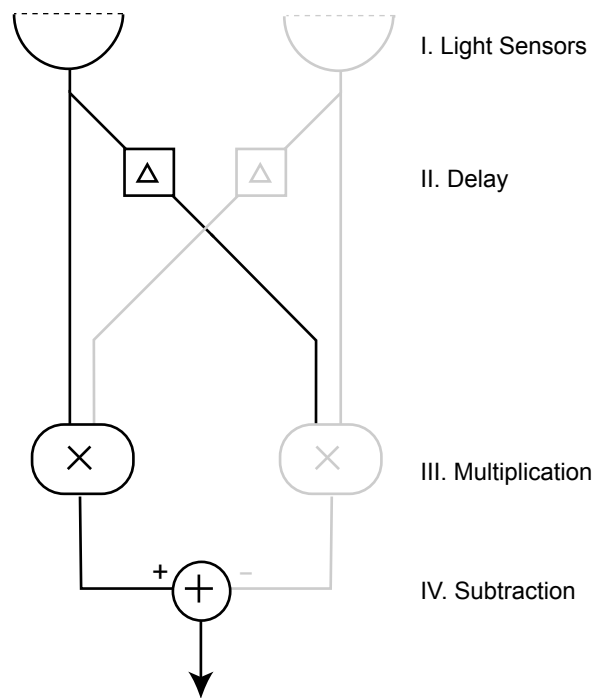 I. Light Sensors
Δ Δ
II. Delay
× ×
III. Multiplication
+ −
+
IV. Subtraction